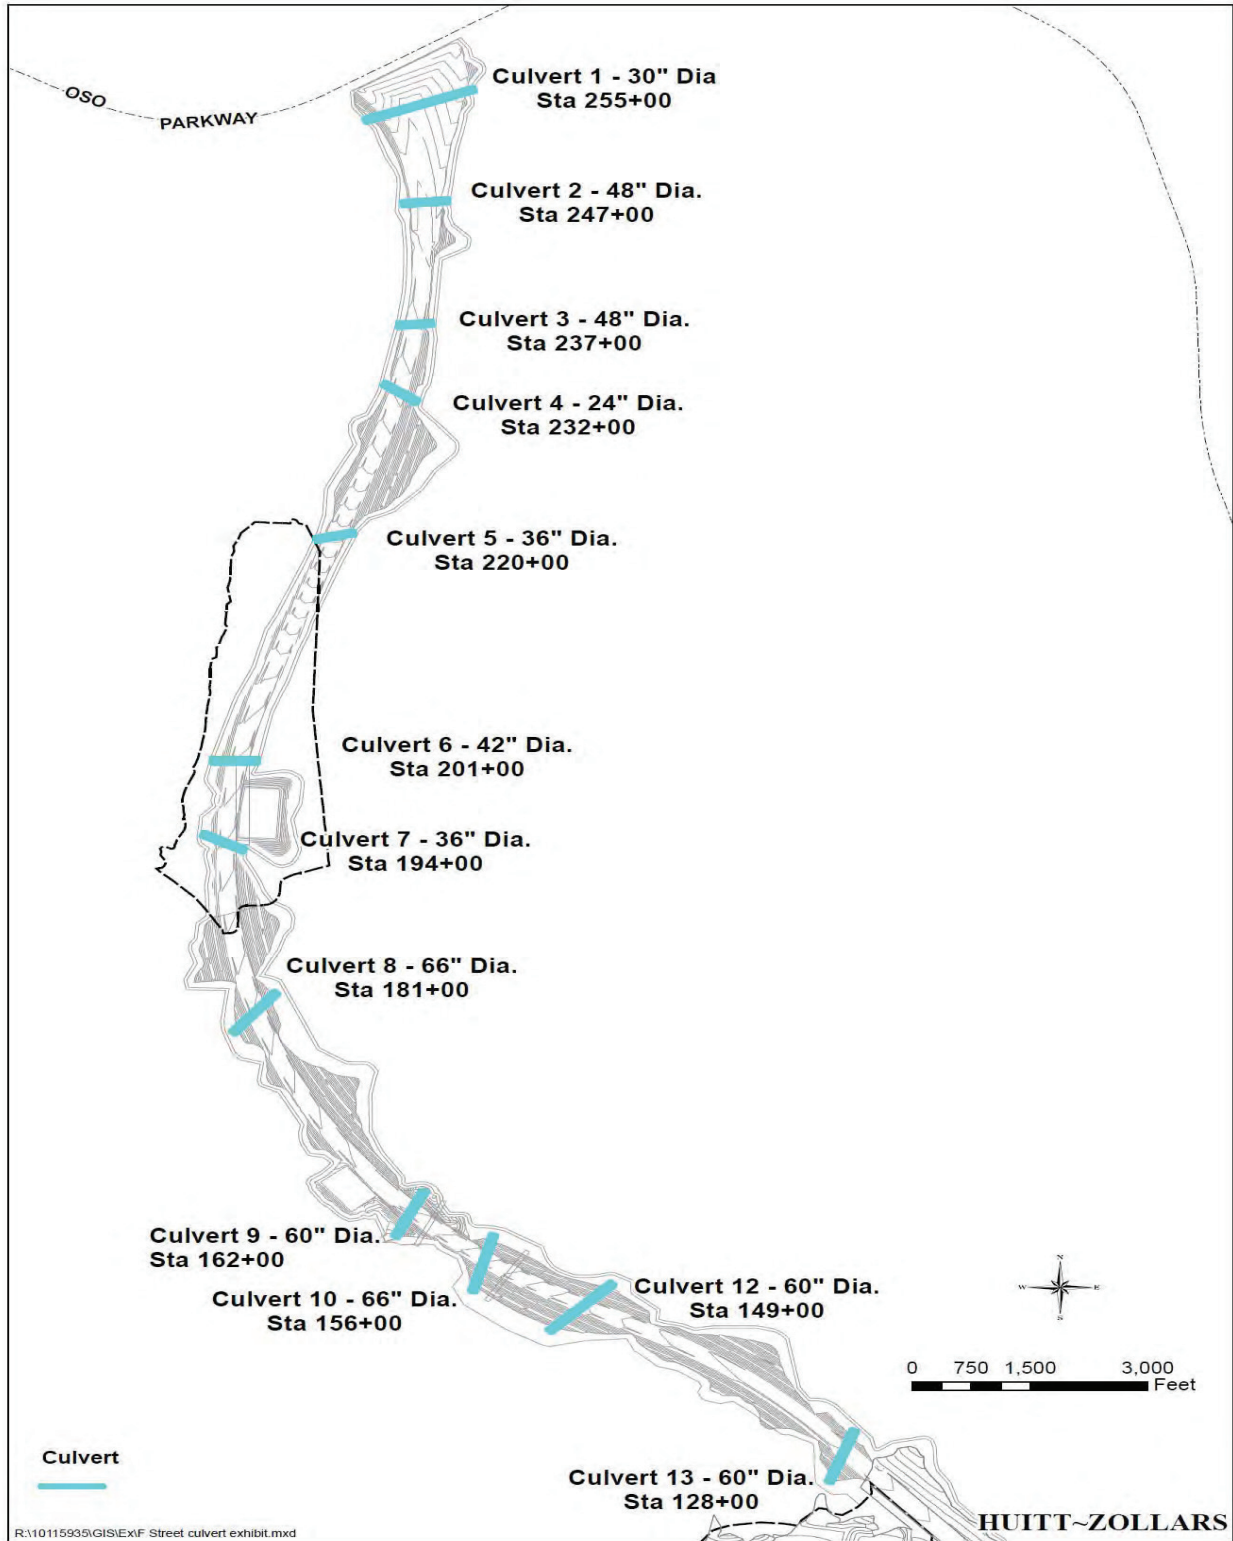 OSO
PARKWAY
Culvert 1 - 30" Dia
Sta 255+00
Culvert 2 - 48" Dia.
Sta 247+00
Culvert 3 - 48" Dia.
Sta 237+00
Culvert 4 - 24" Dia.
Sta 232+00
Culvert 5 - 36" Dia.
Sta 220+00
Culvert 6 - 42" Dia.
Sta 201+00
Culvert 7 - 36" Dia.
Sta 194+00
Culvert 8 - 66" Dia.
Sta 181+00
Culvert 9 - 60" Dia.
Sta 162+00
Culvert 10 - 66" Dia.
Sta 156+00
Culvert 12 - 60" Dia.
Sta 149+00
N
W E
S
0 750 1,500 3,000
Feet
Culvert
Culvert 13 - 60" Dia.
Sta 128+00
HUITT~ZOLLARS
R:\10115935\GIS\Ex\F Street culvert exhibit.mxd